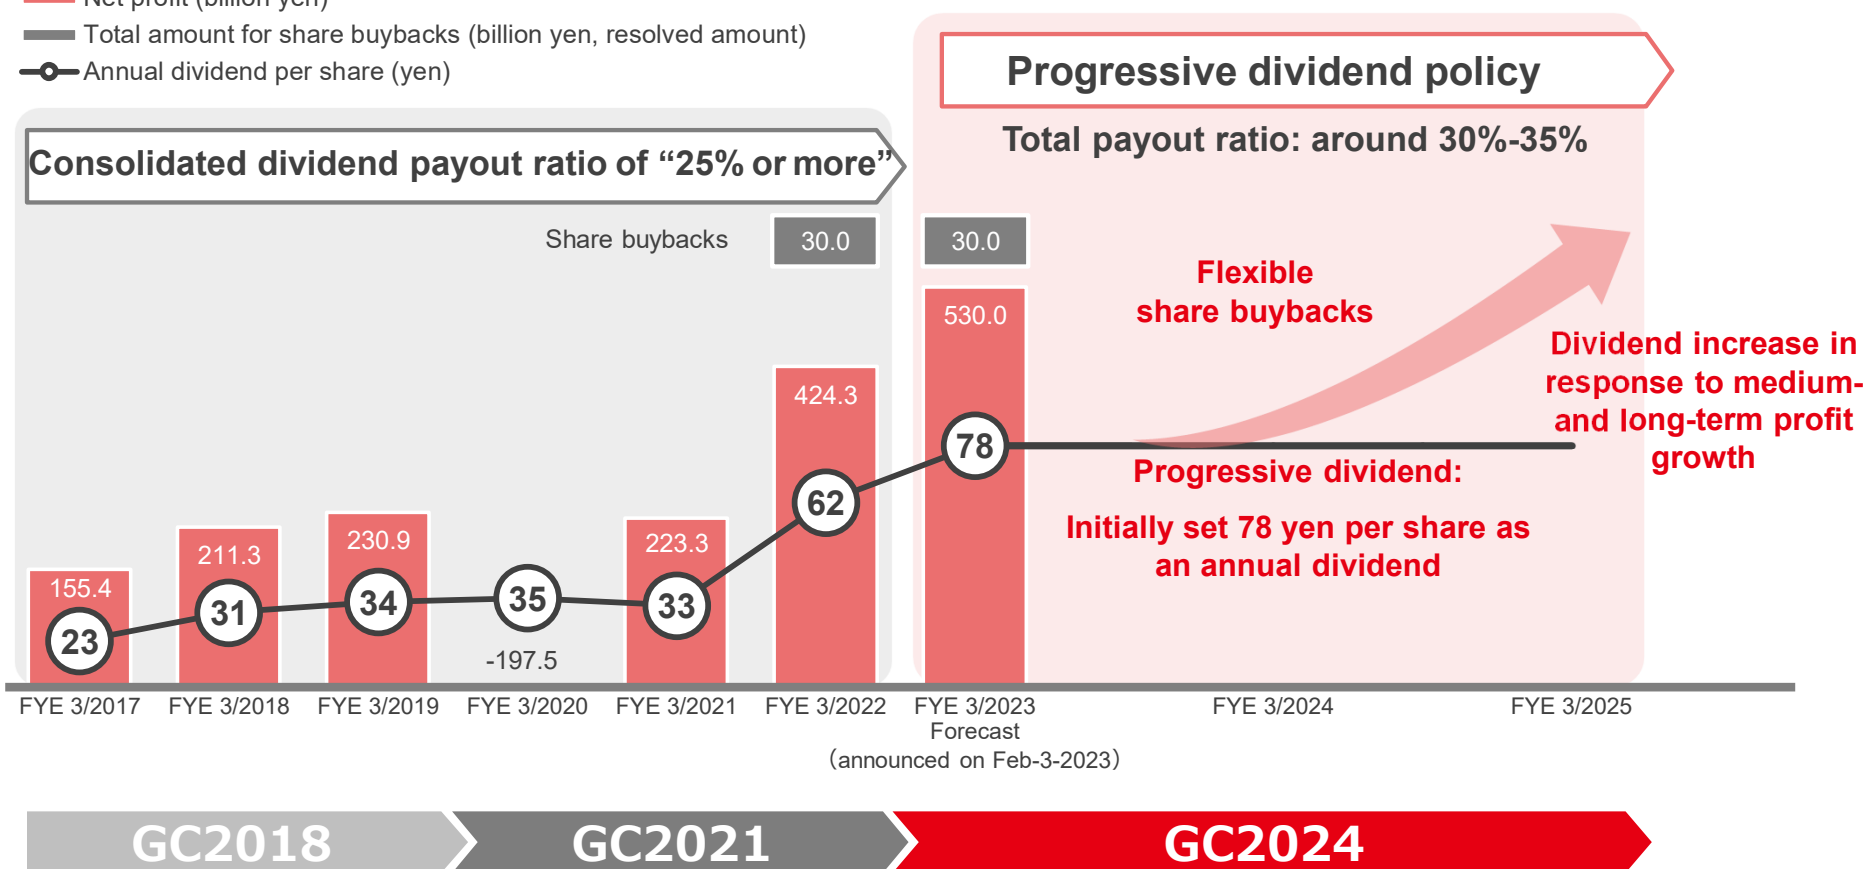 Net profit (billion yen)
Total amount for share buybacks (billion yen, resolved amount)
Annual dividend per share (yen)
Progressive dividend policy
Total payout ratio: around 30%-35%
Consolidated dividend payout ratio of “25% or more”
Share buybacks
30.0
30.0
Flexible
share buybacks
530.0
Dividend increase in
response to medium-
and long-term profit
growth
424.3
78
Progressive dividend:
Initially set 78 yen per share as
an annual dividend
62
230.9
223.3
211.3
155.4
23
31
34
35
33
-197.5
FYE 3/2017
FYE 3/2018
FYE 3/2019
FYE 3/2020
FYE 3/2021
FYE 3/2022
FYE 3/2023
Forecast
（announced on Feb-3-2023）
FYE 3/2024
FYE 3/2025
GC2018
GC2021
GC2024